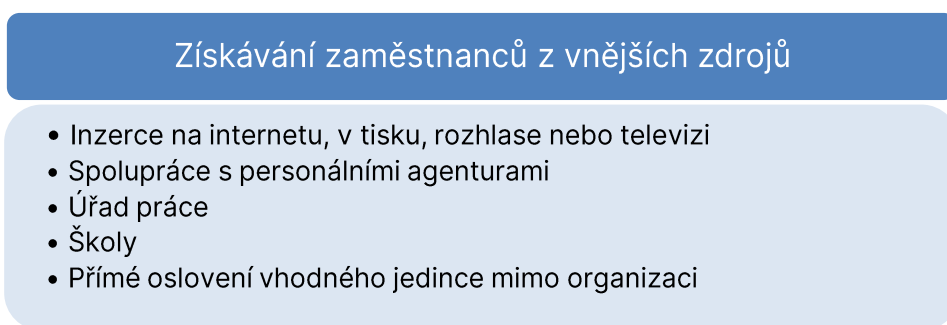 Získávání zaměstnanců z vnějších zdrojů
• Inzerce na internetu, v tisku, rozhlase nebo televizi
• Spolupráce s personálními agenturami
• Úřad práce
• Školy
• Přímé oslovení vhodného jedince mimo organizaci